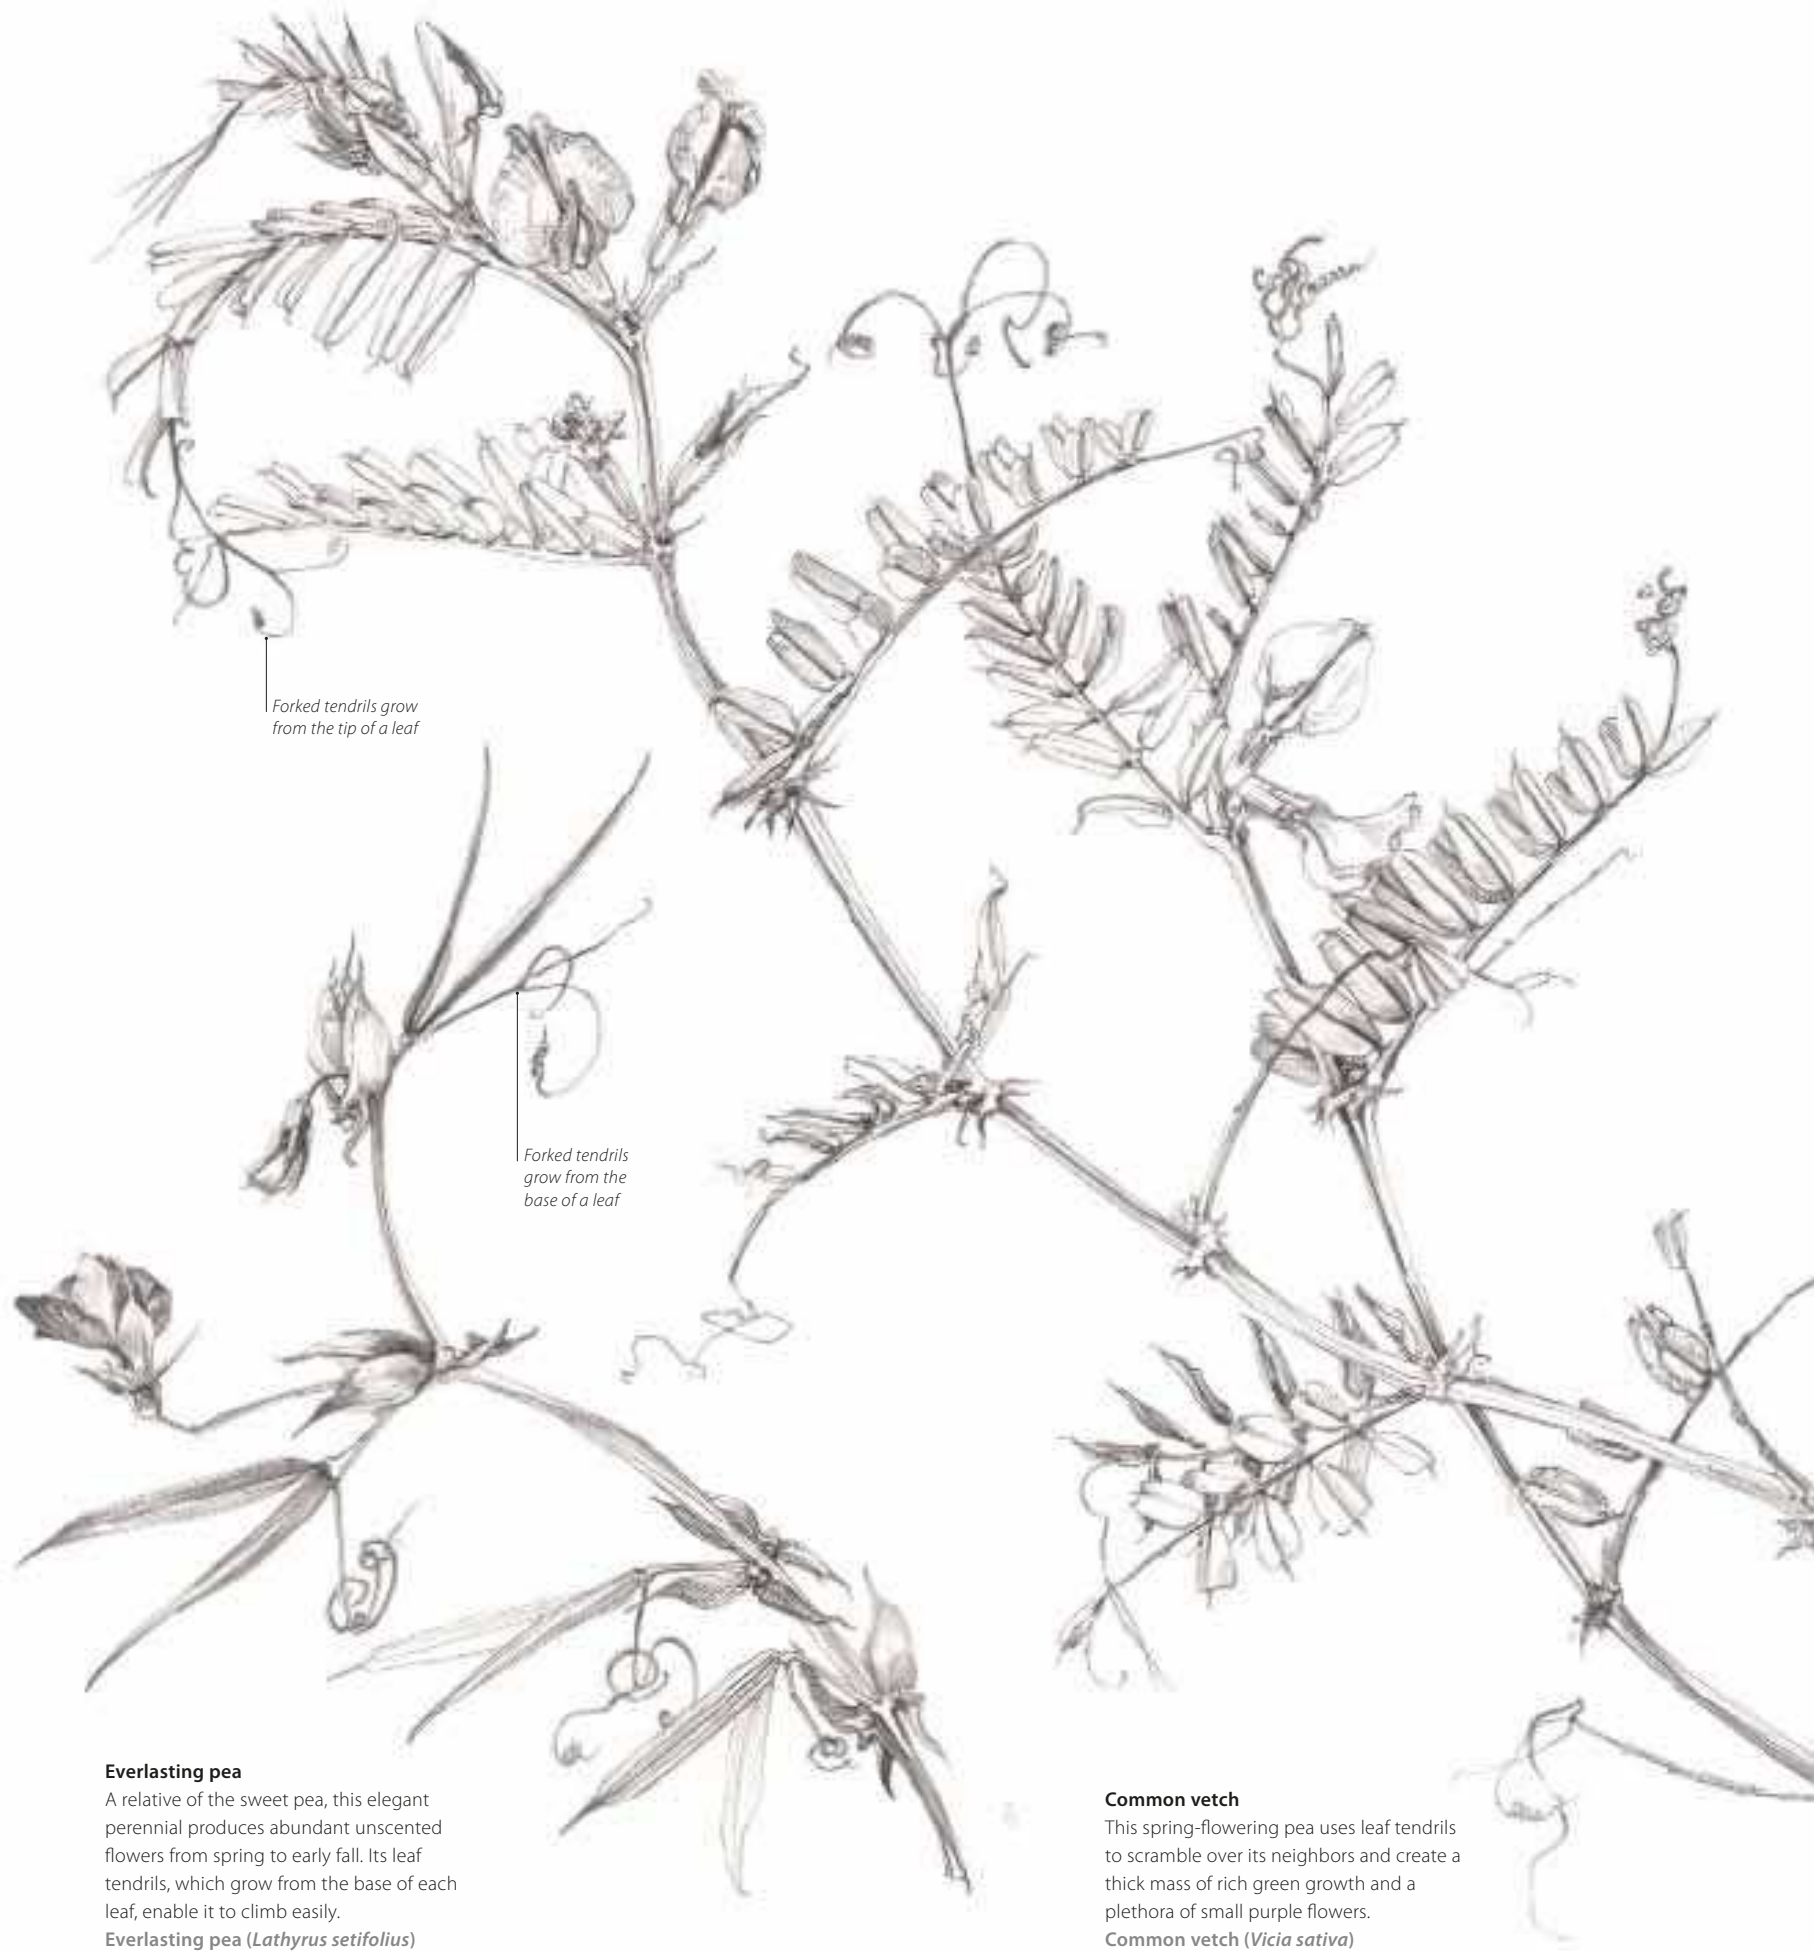 Forked tendrils grow
from the tip of a leaf
Forked tendrils
grow from the
base of a leaf
Everlasting pea
A relative of the sweet pea, this elegant
perennial produces abundant unscented
flowers from spring to early fall. Its leaf
tendrils, which grow from the base of each
leaf, enable it to climb easily.
Everlasting pea (Lathyrus setifolius)
Common vetch
This spring-flowering pea uses leaf tendrils
to scramble over its neighbors and create a
thick mass of rich green growth and a
plethora of small purple flowers.
Common vetch (Vicia sativa)